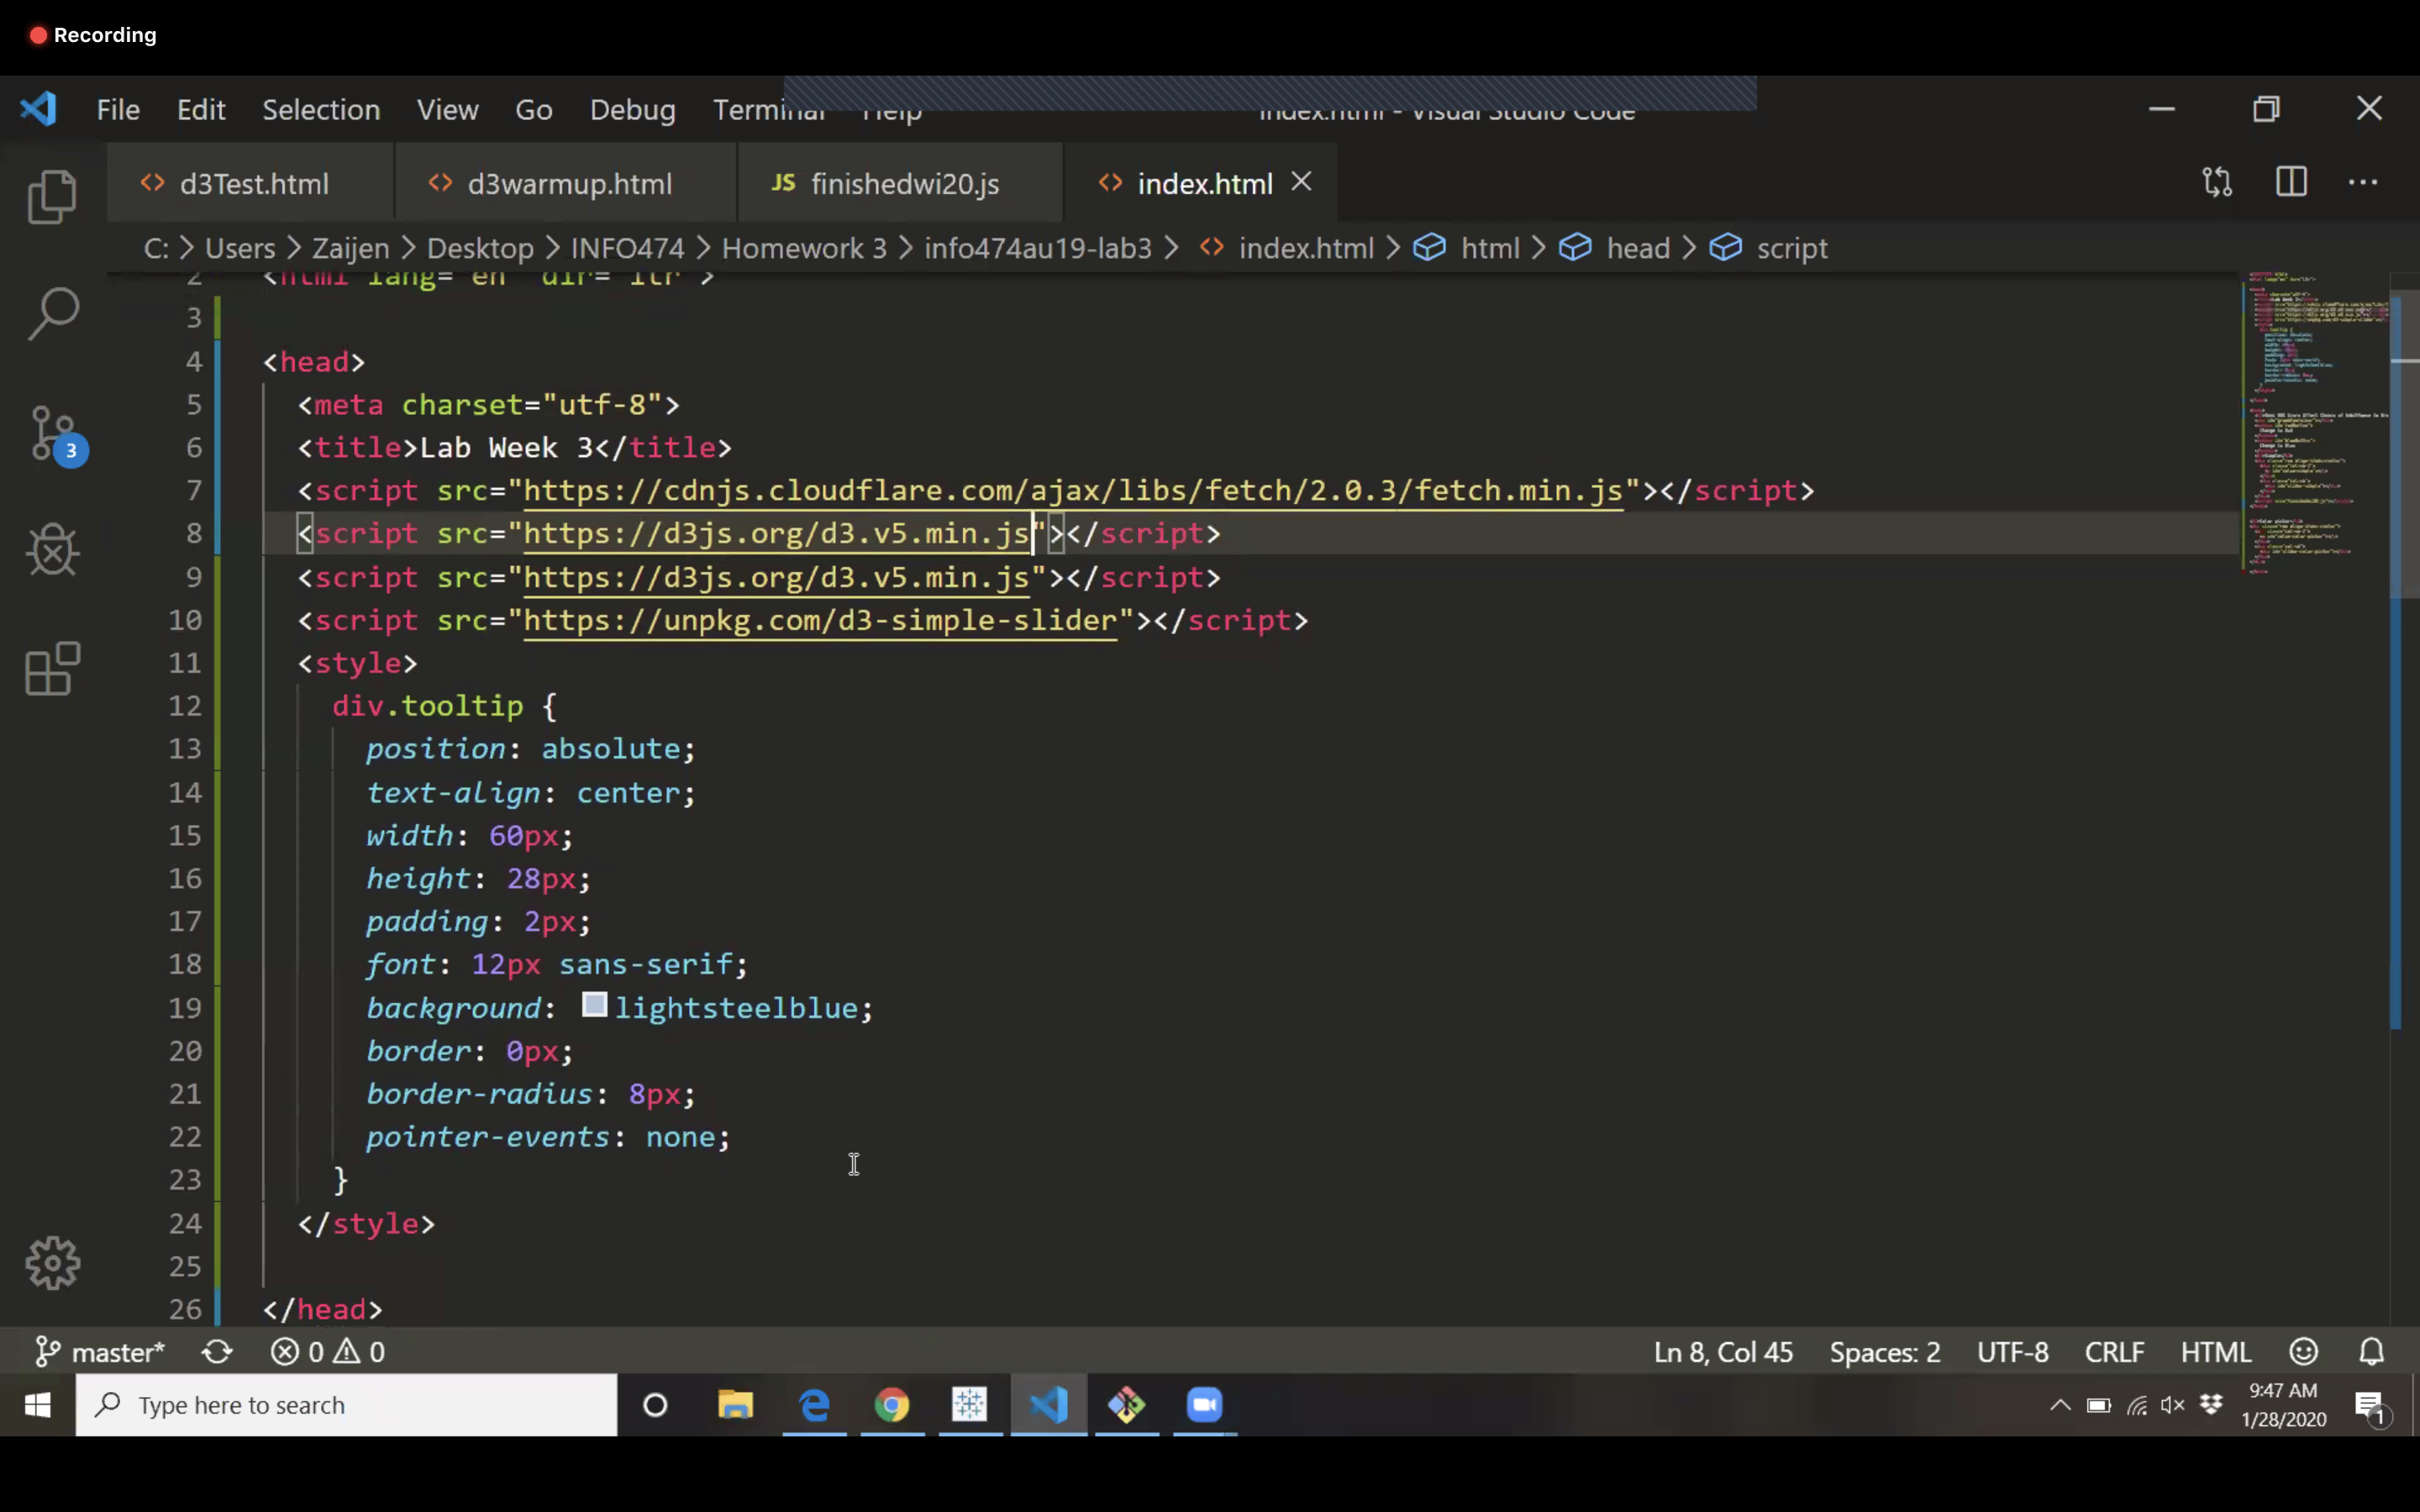 Recording
File Edit Selection View Go Debug Terminal Help index.html - Visual Studio Code
d3Test.html d3warmup.html JS finishedwi20.js index.html
C: > Users > Zaijen > Desktop > INFO474 > Homework 3 > info474au19-lab3 > index.html > html > head > script
2 <html lang="en" dir="ltr">
3
4 <head>
5 <meta charset="utf-8">
6 <title>Lab Week 3</title>
7 <script src="https://cdnjs.cloudflare.com/ajax/libs/fetch/2.0.3/fetch.min.js"></script>
8 <script src="https://d3js.org/d3.v5.min.js"></script>
9 <script src="https://d3js.org/d3.v5.min.js"></script>
10 <script src="https://unpkg.com/d3-simple-slider"></script>
11 <style>
12 div.tooltip {
13 position: absolute;
14 text-align: center;
15 width: 60px;
16 height: 28px;
17 padding: 2px;
18 font: 12px sans-serif;
19 background: lightsteelblue;
20 border: 0px;
21 border-radius: 8px;
22 pointer-events: none;
23 }
24 </style>
25
26 </head>
3
master* 0 0 Ln 8, Col 45 Spaces: 2 UTF-8 CRLF HTML
Type here to search
9:47 AM
1/28/2020
1